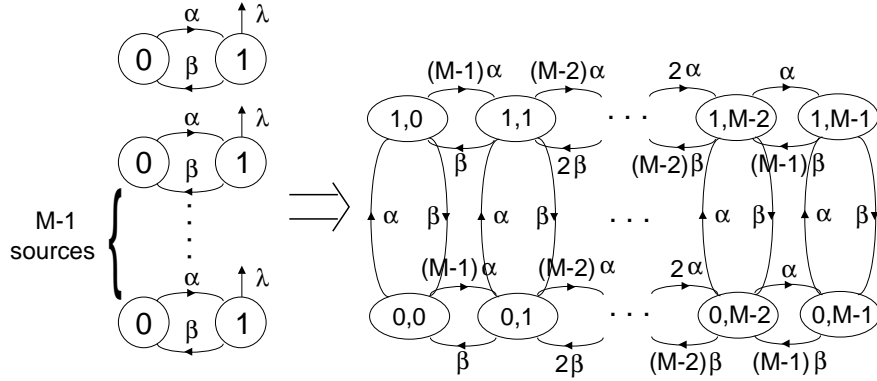 α λ
0 1
β
α λ
0 1
β
M-1
sources
α λ
0 1
β
(M-1)α (M-2)α 2α α
1,0 1,1 . . . 1,M-2 1,M-1
β 2β (M-2)β (M-1)β
α β α β . . . α β α β
(M-1)α (M-2)α 2α α
0,0 0,1 . . . 0,M-2 0,M-1
β 2β (M-2)β (M-1)β